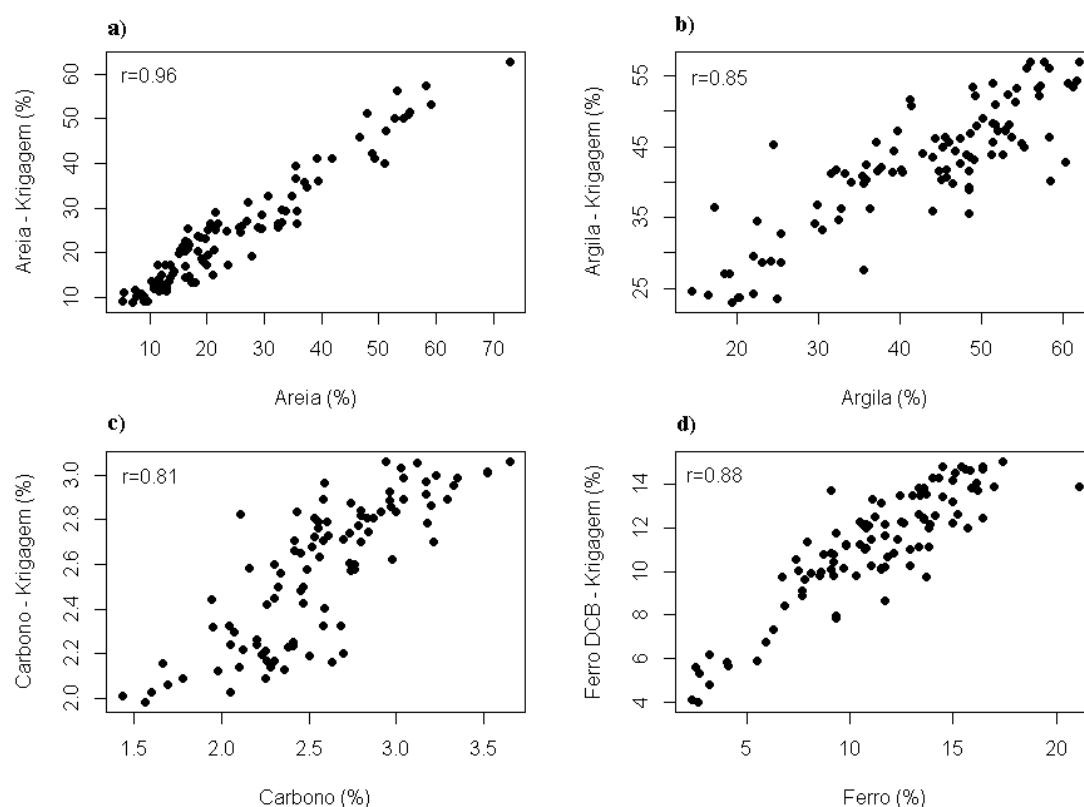 a)
r=0.96
Areia - Krigagem (%)
10 20 30 40 50 60
10 20 30 40 50 60 70
Areia (%)
b)
r=0.85
Argila - Krigagem (%)
25 35 45 55
20 30 40 50 60
Argila (%)
c)
r=0.81
Carbono - Krigagem (%)
2.0 2.2 2.4 2.6 2.8 3.0
1.5 2.0 2.5 3.0 3.5
Carbono (%)
d)
r=0.88
Ferro DCB - Krigagem (%)
4 6 8 10 12 14
5 10 15 20
Ferro (%)